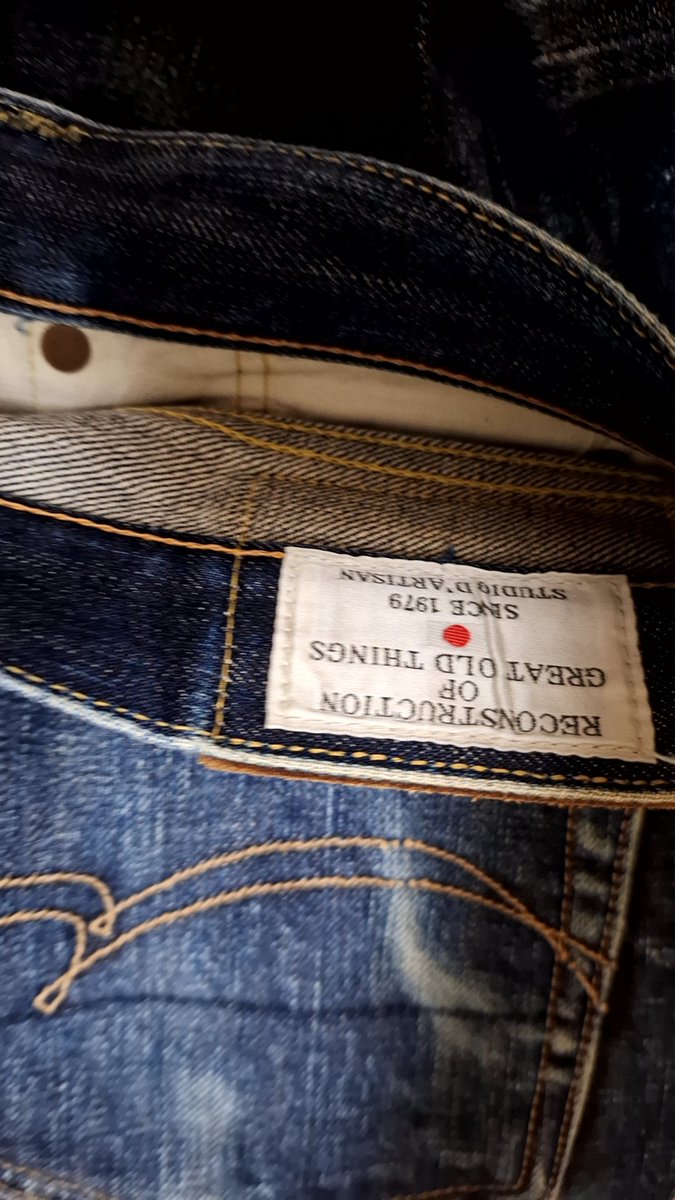 RECONSTRUCTION
OF
GREAT OLD THINGS
SINCE 1979
STUDIO D'ARTISAN